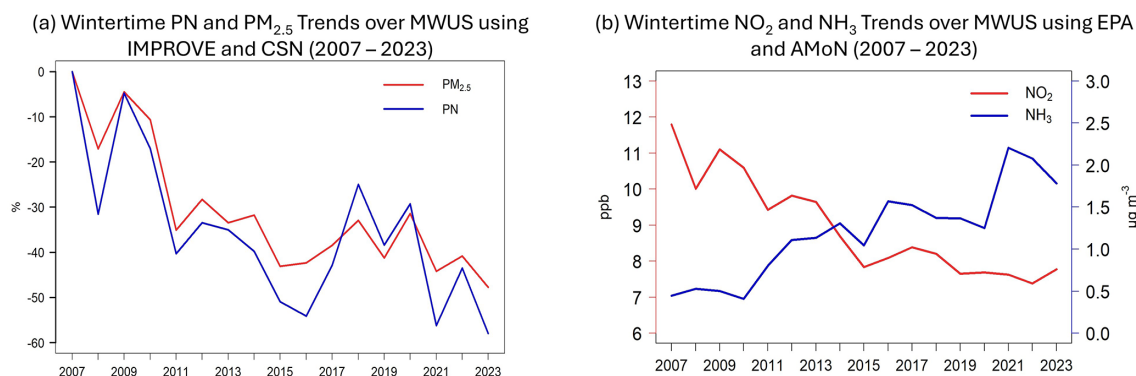 (a) Wintertime PN and PM2.5 Trends over MWUS using
IMPROVE and CSN (2007 – 2023)
0
-10
-20
-30
-40
-50
-60
%
PM2.5
PN
2007 2009 2011 2013 2015 2017 2019 2021 2023
(b) Wintertime NO2 and NH3 Trends over MWUS using EPA
and AMoN (2007 – 2023)
13
12
11
10
9
8
7
6
ppb
NO2
NH3
3.0
2.5
2.0
1.5
1.0
0.5
0.0
µg m-3
2007 2009 2011 2013 2015 2017 2019 2021 2023